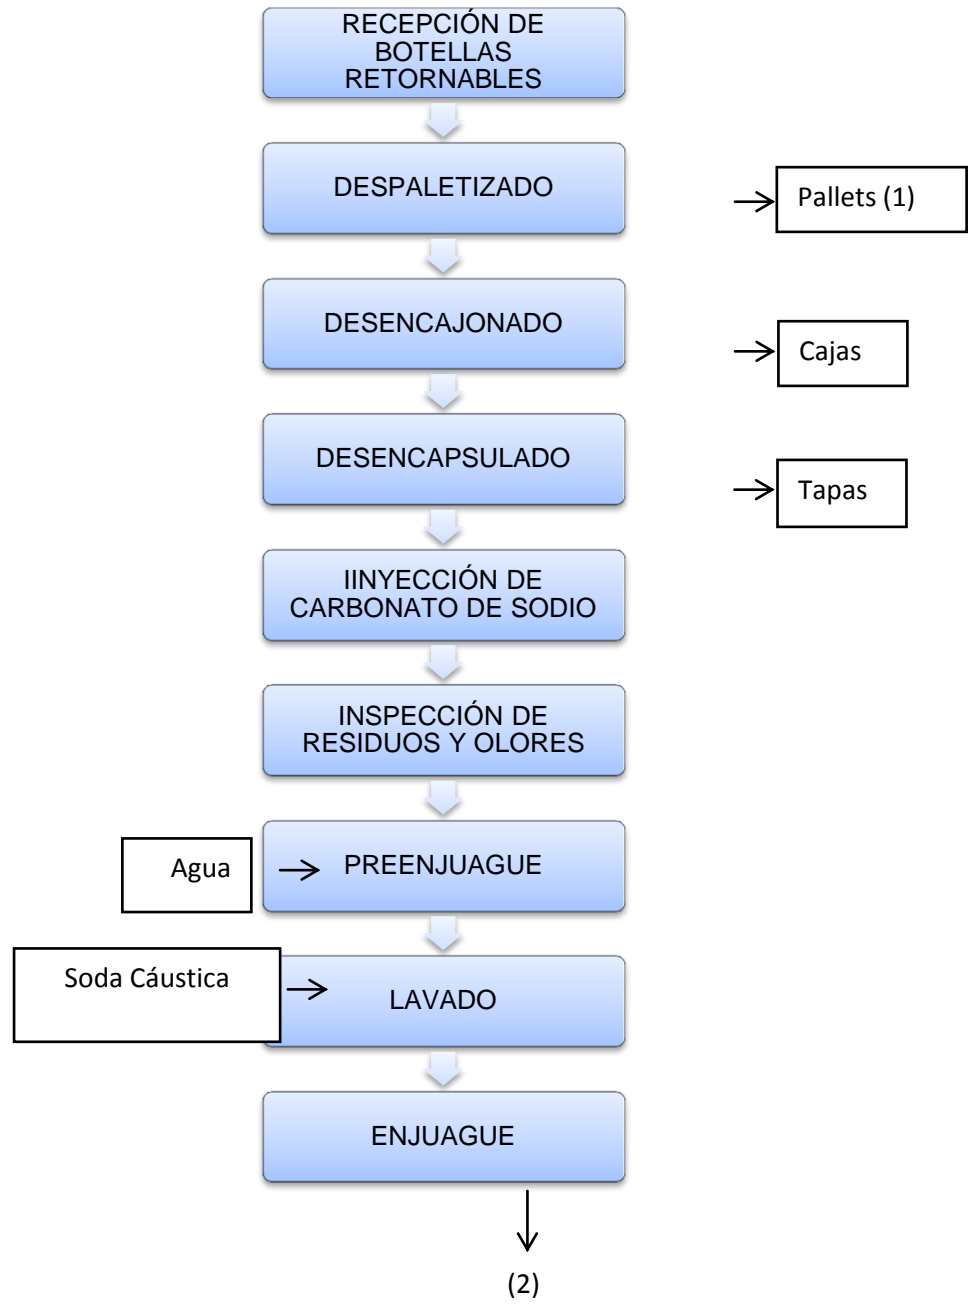 RECEPCIÓN DE
BOTELLAS
RETORNABLES
DESPALETIZADO
Pallets (1)
DESENCAJONADO
Cajas
DESENCAPSULADO
Tapas
IINYECCIÓN DE
CARBONATO DE SODIO
INSPECCIÓN DE
RESIDUOS Y OLORES
Agua
PREENJUAGUE
Soda Cáustica
LAVADO
ENJUAGUE
(2)